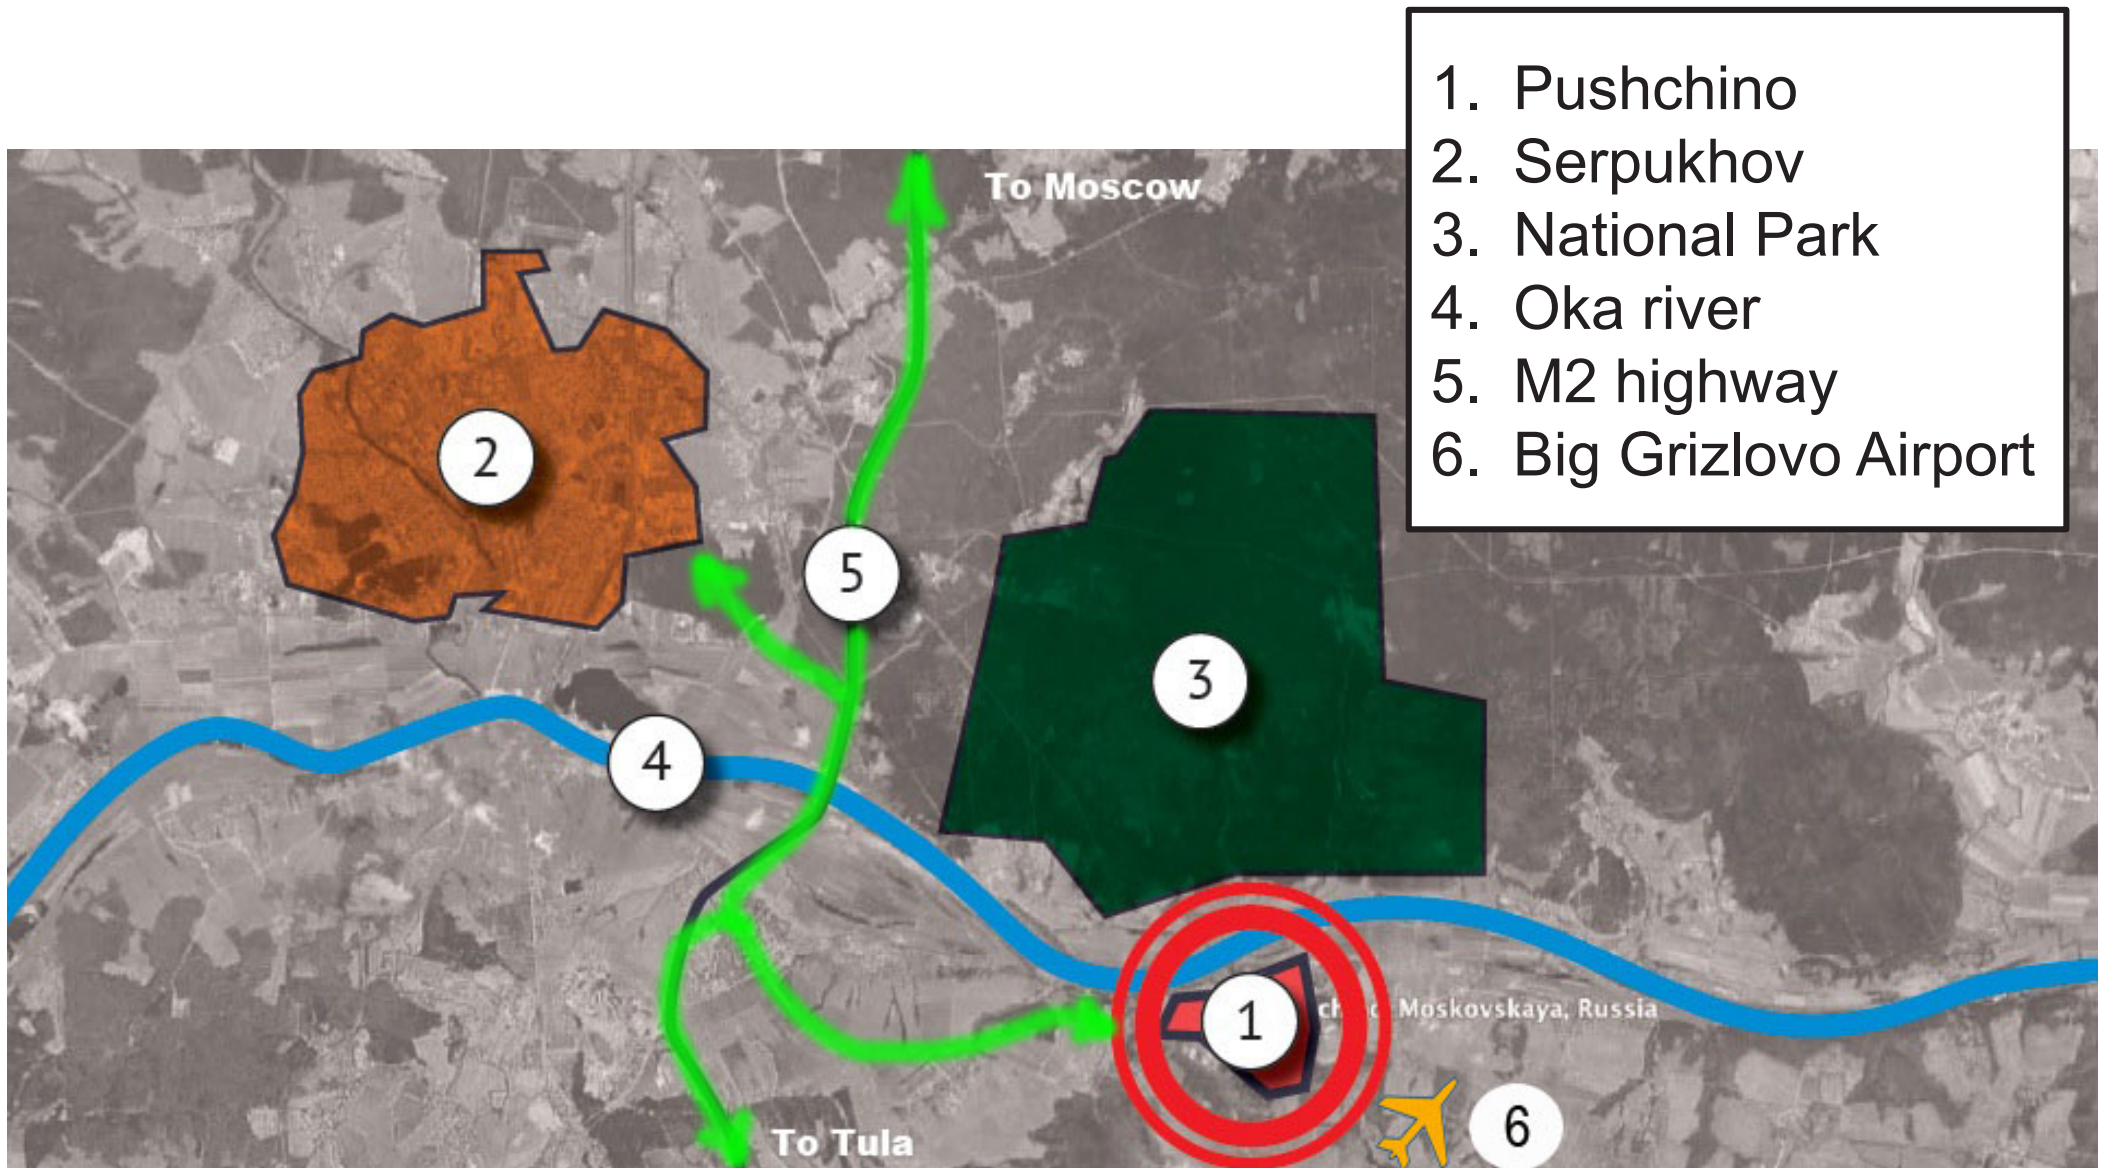 1. Pushchino
2. Serpukhov
3. National Park
4. Oka river
5. M2 highway
6. Big Grizlovo Airport
To Moscow
2
5
3
4
1
Moskovskaya, Russia
6
To Tula